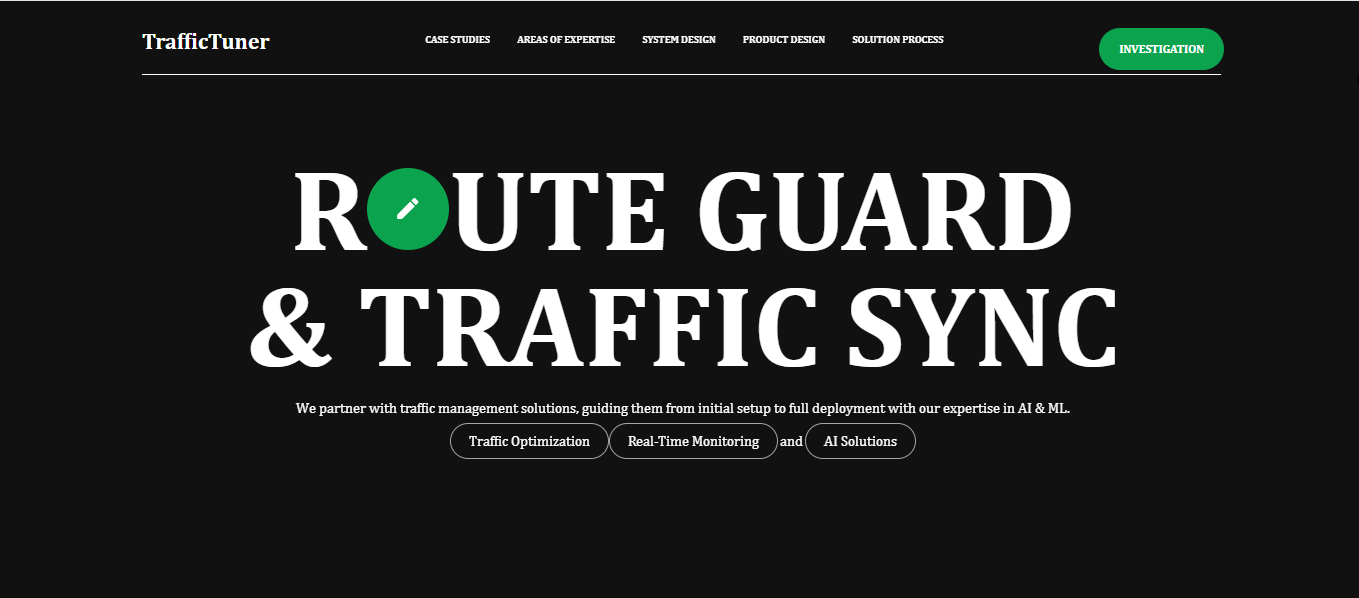 TrafficTuner
CASE STUDIES AREAS OF EXPERTISE SYSTEM DESIGN PRODUCT DESIGN SOLUTION PROCESS
INVESTIGATION
R UTE GUARD
& TRAFFIC SYNC
We partner with traffic management solutions, guiding them from initial setup to full deployment with our expertise in AI & ML.
Traffic Optimization Real-Time Monitoring and AI Solutions